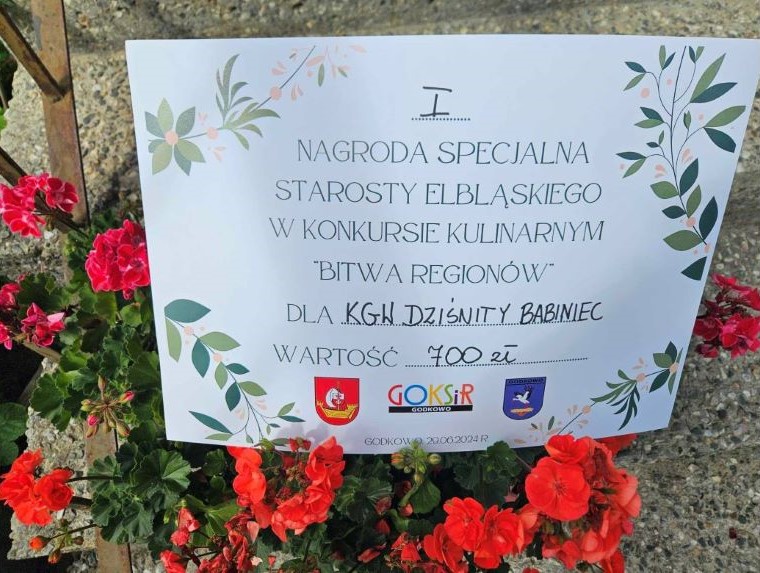 I
NAGRODA SPECJALNA
STAROSTY ELBLĄSKIEGO
W KONKURSIE KULINARNYM
"BITWA REGIONÓW"
DLA KGW DZIŚNITY BABINIEC
WARTOŚĆ 700 zł
GOKSiR
GODKOWO
GODKOWO
GODKOWO, 29.06.2024 R